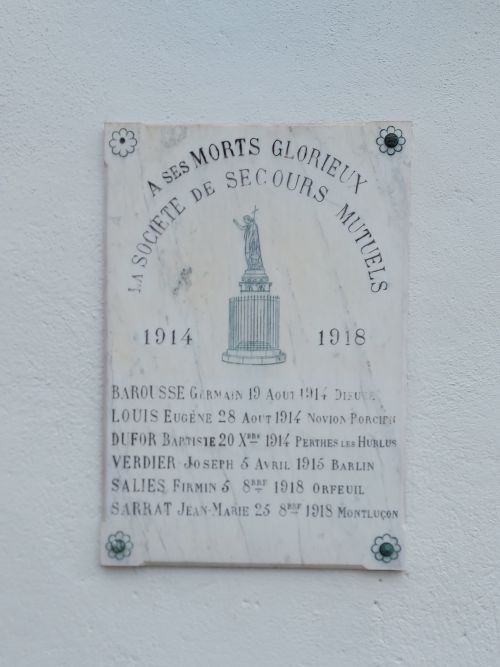 A SES MORTS GLORIEUX
LA SOCIETE DE SECOURS MUTUELS
1914 1918
BAROUSSE GERMAIN 19 AOUT 1914 DIEUZE
LOUIS EUGÈNE 28 AOUT 1914 NOVION PORCIEN
DUFOR BAPTISTE 20 XBRE 1914 PERTHES LES HURLUS
VERDIER JOSEPH 5 AVRIL 1915 BARLIN
SALIES FIRMIN 5 8BRE 1918 ORFEUIL
SARRAT JEAN-MARIE 25 8BRE 1918 MONTLUÇON